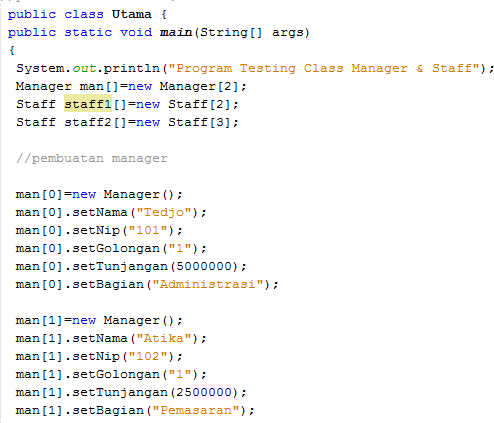 public class Utama {
public static void main(String[] args)
{
System.out.println("Program Testing Class Manager & Staff");
Manager man[]=new Manager[2];
Staff staff1[]=new Staff[2];
Staff staff2[]=new Staff[3];
//pembuatan manager
man[0]=new Manager();
man[0].setNama("Tedjo");
man[0].setNip("101");
man[0].setGolongan("1");
man[0].setTunjangan(5000000);
man[0].setBagian("Administrasi");
man[1]=new Manager();
man[1].setNama("Atika");
man[1].setNip("102");
man[1].setGolongan("1");
man[1].setTunjangan(2500000);
man[1].setBagian("Pemasaran");